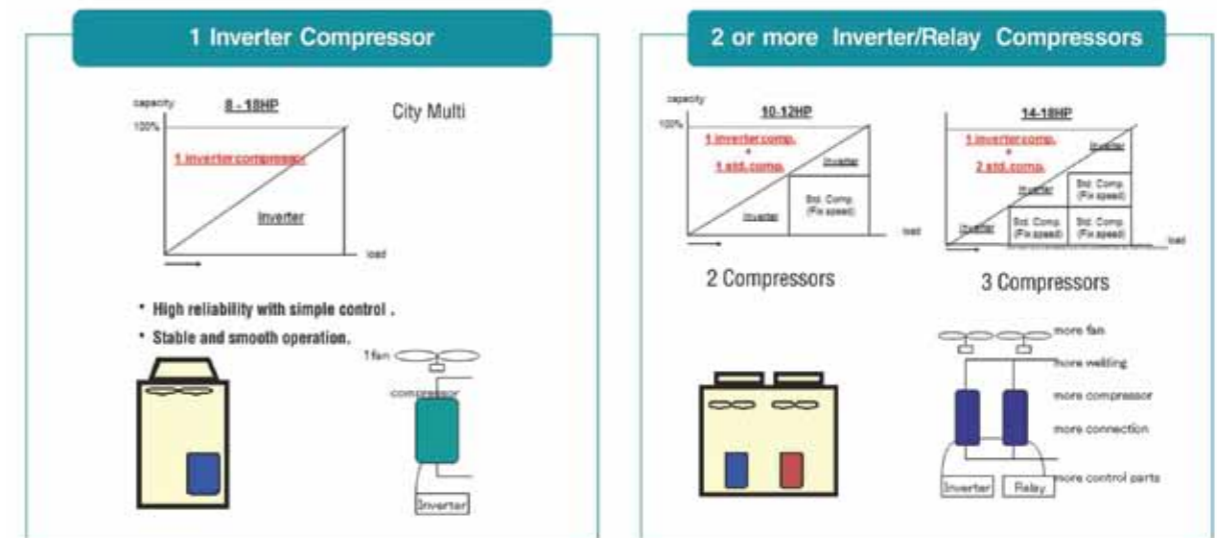 1 Inverter Compressor
capacity
8 - 18HP
City Multi
100%
1 inverter compressor
Inverter
load
• High reliability with simple control .
• Stable and smooth operation.
1fan
compressor
Inverter
2 or more Inverter/Relay Compressors
capacity
10-12HP
100%
1 inverter comp.
+
1 std. comp.
Inverter
Std. Comp.
(Fix speed)
Inverter
load
2 Compressors
14-18HP
1 inverter comp.
+
2 std. comp.
Inverter
Inverter
Std. Comp.
(Fix speed)
Inverter
Std. Comp.
(Fix speed)
Std. Comp.
(Fix speed)
load
3 Compressors
more fan
more welding
more compressor
more connection
more control parts
Inverter
Relay